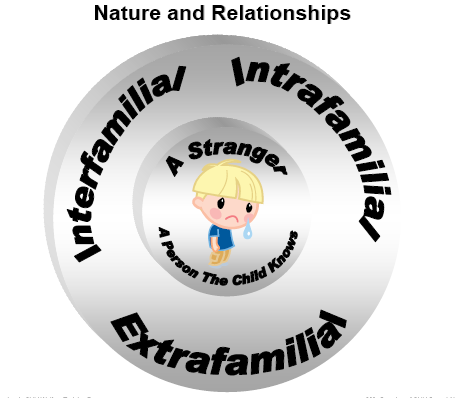 Nature and Relationships
Interfamilial
Intrafamilial
A Stranger
A Person The Child Knows
Extrafamilial